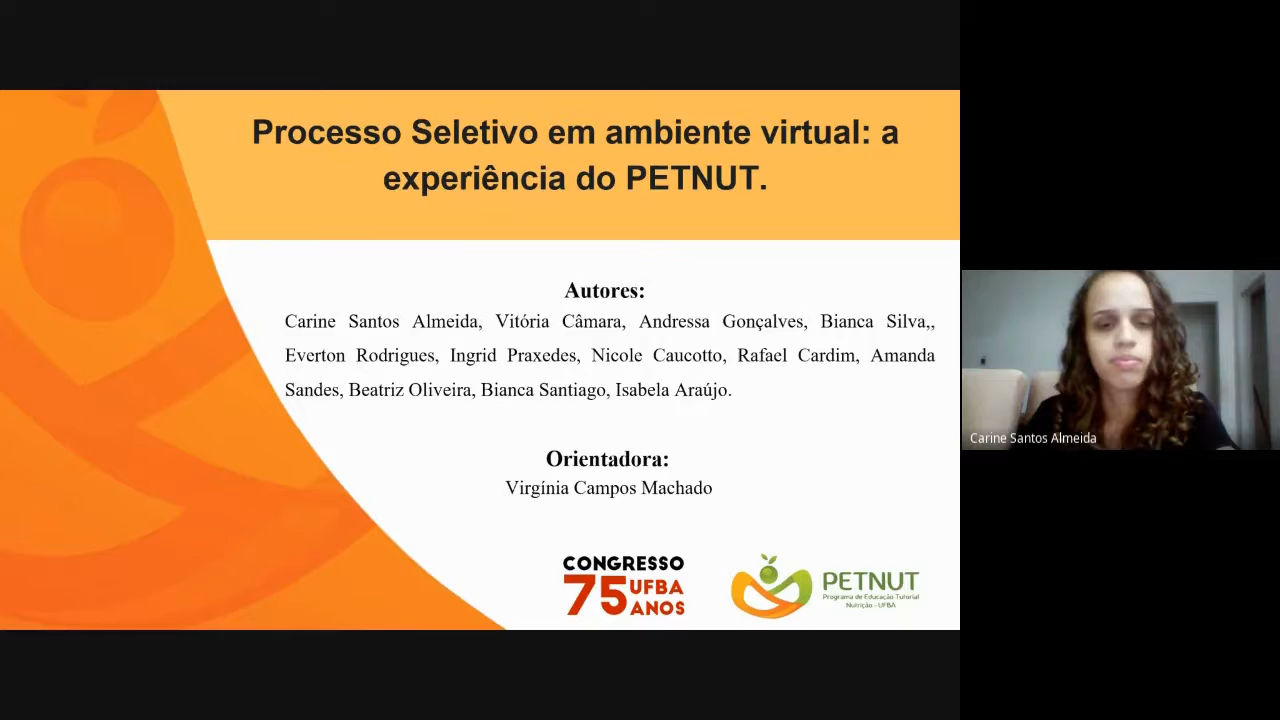 Processo Seletivo em ambiente virtual: a
experiência do PETNUT.
Autores:
Carine Santos Almeida, Vitória Câmara, Andressa Gonçalves, Bianca Silva,,
Everton Rodrigues, Ingrid Praxedes, Nicole Caucotto, Rafael Cardim, Amanda
Sandes, Beatriz Oliveira, Bianca Santiago, Isabela Araújo.
Orientadora:
Virgínia Campos Machado
CONGRESSO
75 UFBA
ANOS
PETNUT
Programa de Educação Tutorial
Nutrição - UFBA
Carine Santos Almeida